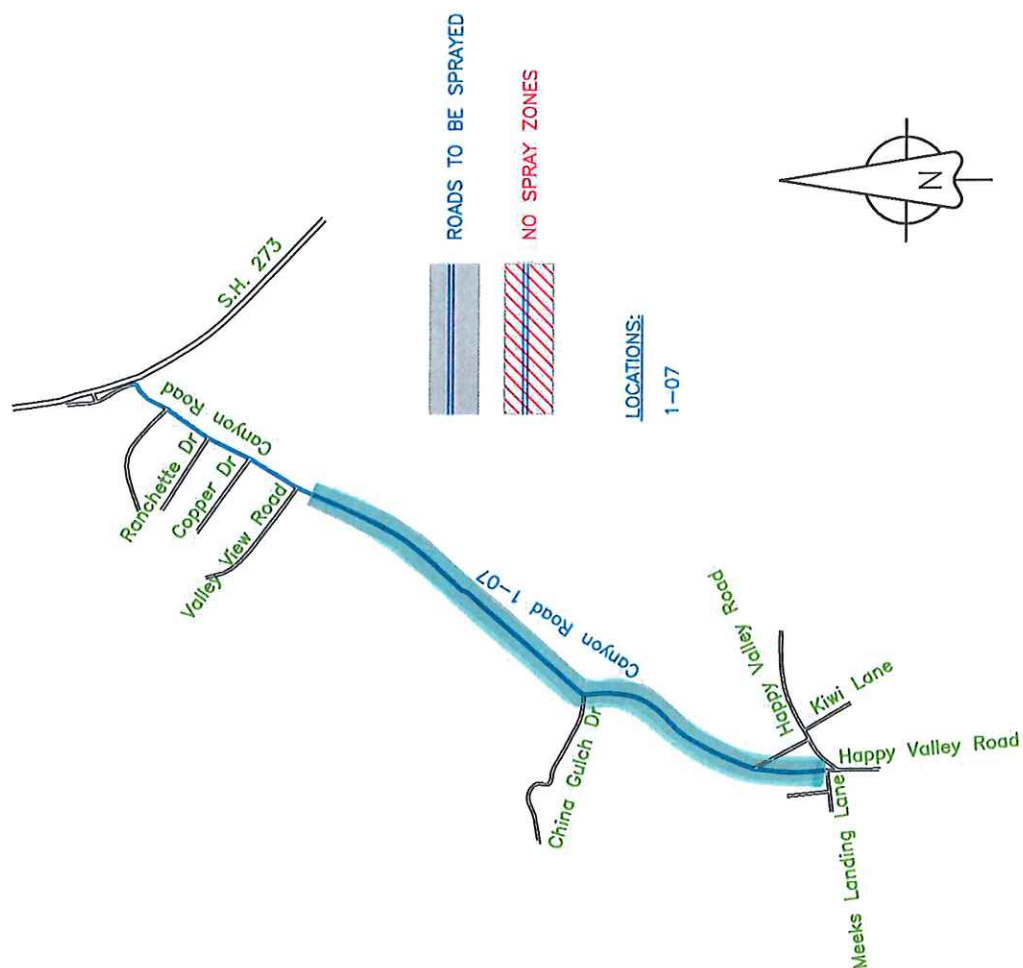 S.H. 273
Canyon Road
Ranchette Dr
Copper Dr
Valley View Road
Canyon Road 1-07
China Gulch Dr
Happy Valley Road
Kiwi Lane
Happy Valley Road
Meeks Landing Lane
ROADS TO BE SPRAYED
NO SPRAY ZONES
LOCATIONS:
1-07
N